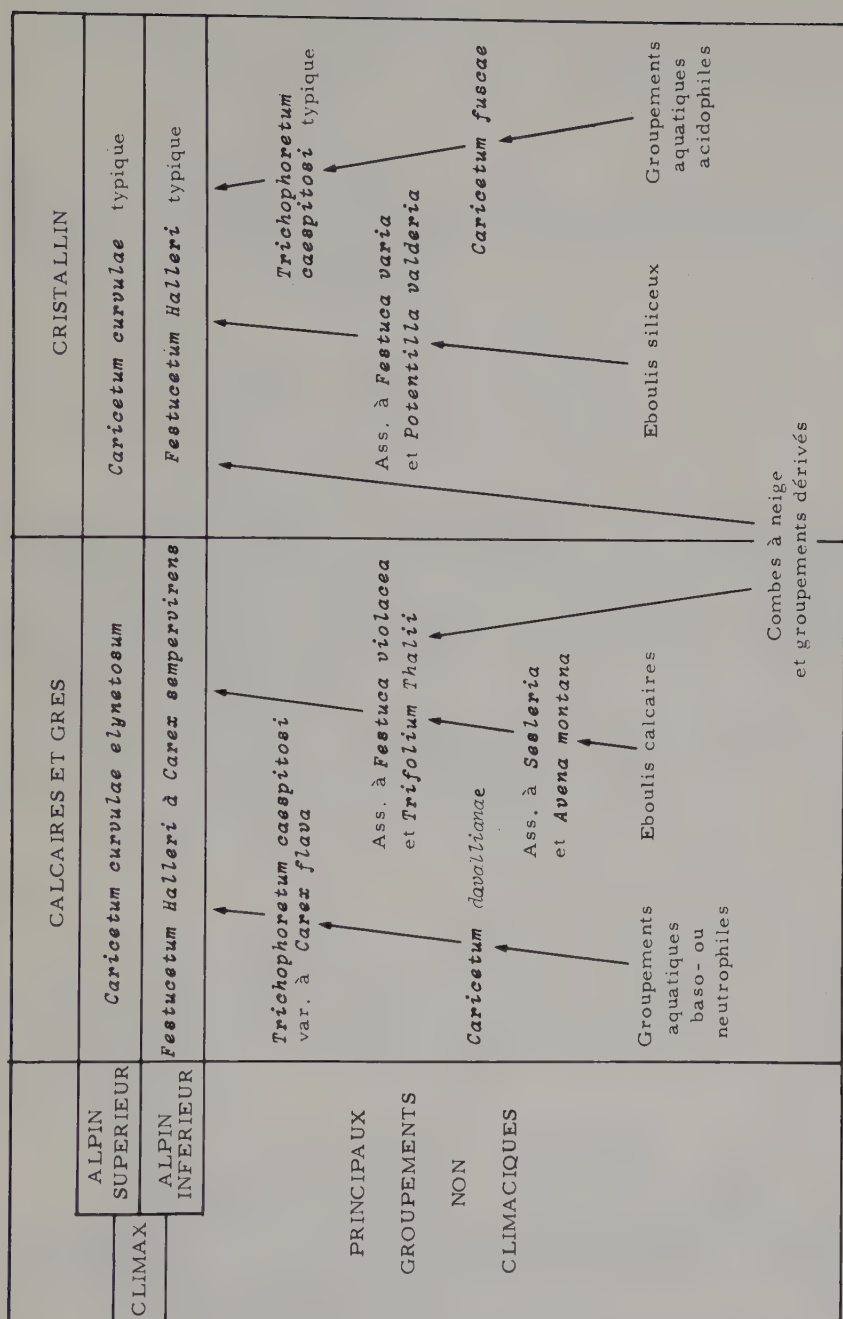 CALCAIRES ET GRES
CRISTALLIN
CLIMAX
ALPIN
SUPERIEUR
Caricetum curvulae elynetosum
Caricetum curvulae typique
ALPIN
INFERIEUR
Festucetum Halleri à Carex sempervirens
Festucetum Halleri typique
PRINCIPAUX
GROUPEMENTS
NON
CLIMACIQUES
Trichophoretum caespitosi
var. à Carex flava
Caricetum davallianae
Groupements
aquatiques
baso- ou
neutrophiles
Ass. à Festuca violacea
et Trifolium Thalii
Ass. à Sesleria
et Avena montana
Eboulis calcaires
Combes à neige
et groupements dérivés
Ass. à Festuca varia
et Potentilla valderia
Eboulis siliceux
Trichophoretum
caespitosi typique
Caricetum fuscae
Groupements
aquatiques
acidophiles